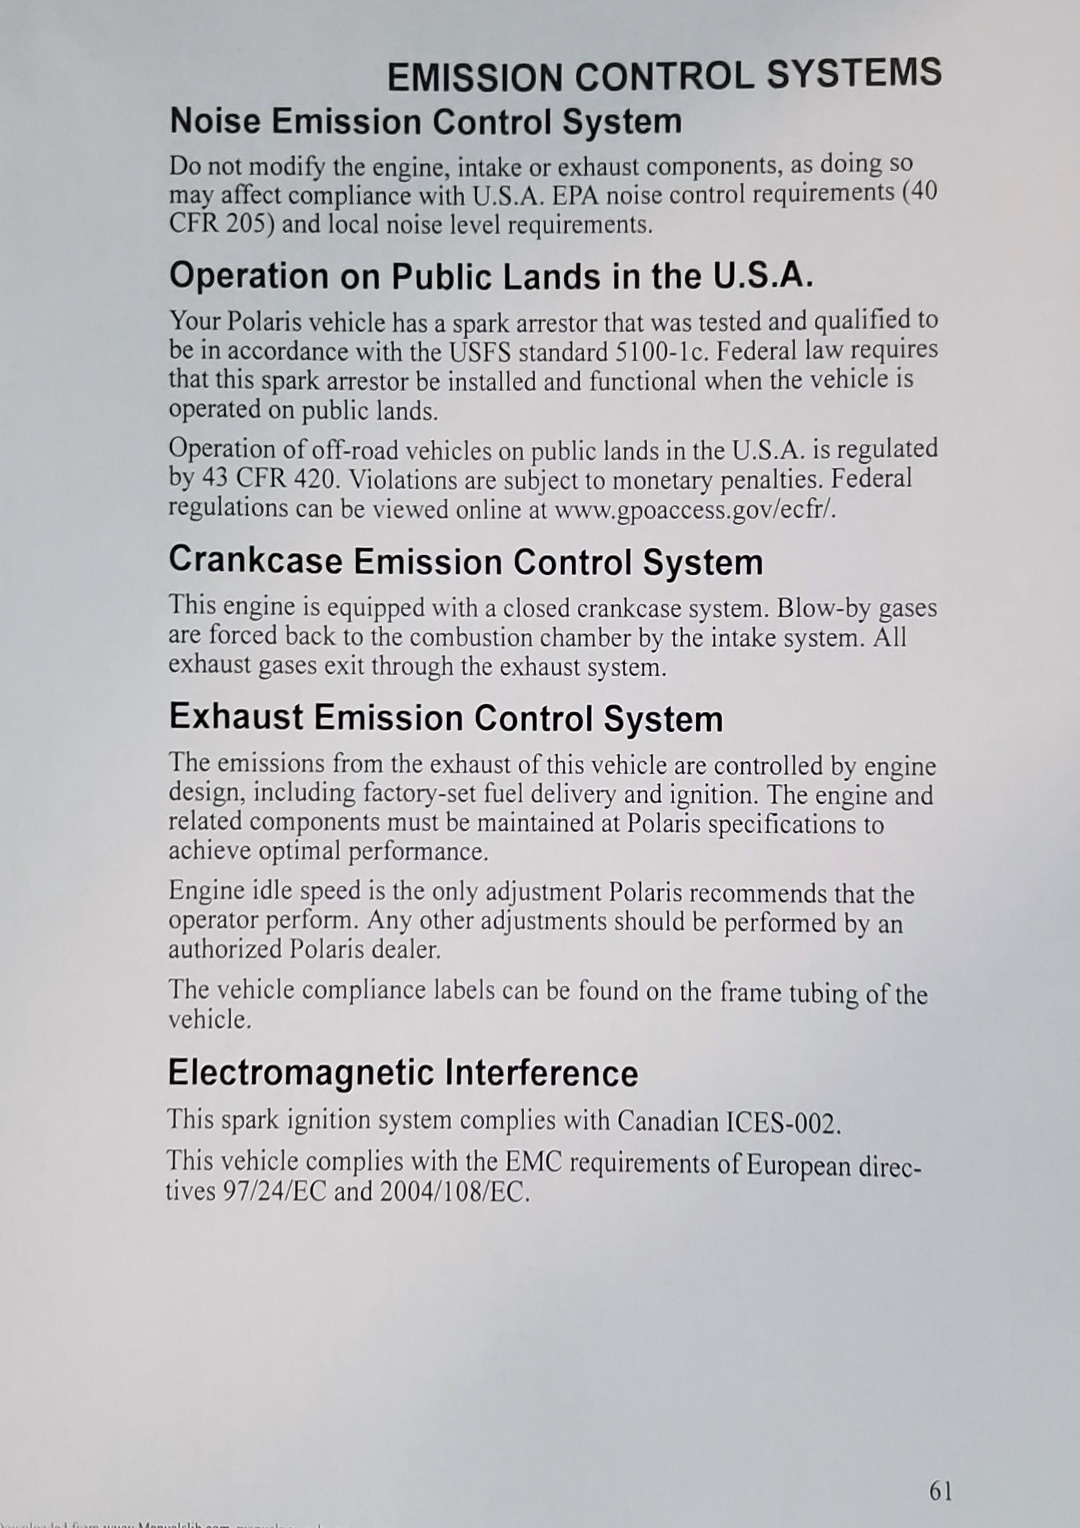 EMISSION CONTROL SYSTEMS
Noise Emission Control System
Do not modify the engine, intake or exhaust components, as doing so
may affect compliance with U.S.A. EPA noise control requirements (40
CFR 205) and local noise level requirements.
Operation on Public Lands in the U.S.A.
Your Polaris vehicle has a spark arrestor that was tested and qualified to
be in accordance with the USFS standard 5100-1c. Federal law requires
that this spark arrestor be installed and functional when the vehicle is
operated on public lands.
Operation of off-road vehicles on public lands in the U.S.A. is regulated
by 43 CFR 420. Violations are subject to monetary penalties. Federal
regulations can be viewed online at www.gpoaccess.gov/ecfr/.
Crankcase Emission Control System
This engine is equipped with a closed crankcase system. Blow-by gases
are forced back to the combustion chamber by the intake system. All
exhaust gases exit through the exhaust system.
Exhaust Emission Control System
The emissions from the exhaust of this vehicle are controlled by engine
design, including factory-set fuel delivery and ignition. The engine and
related components must be maintained at Polaris specifications to
achieve optimal performance.
Engine idle speed is the only adjustment Polaris recommends that the
operator perform. Any other adjustments should be performed by an
authorized Polaris dealer.
The vehicle compliance labels can be found on the frame tubing of the
vehicle.
Electromagnetic Interference
This spark ignition system complies with Canadian ICES-002.
This vehicle complies with the EMC requirements of European direc-
tives 97/24/EC and 2004/108/EC.
61